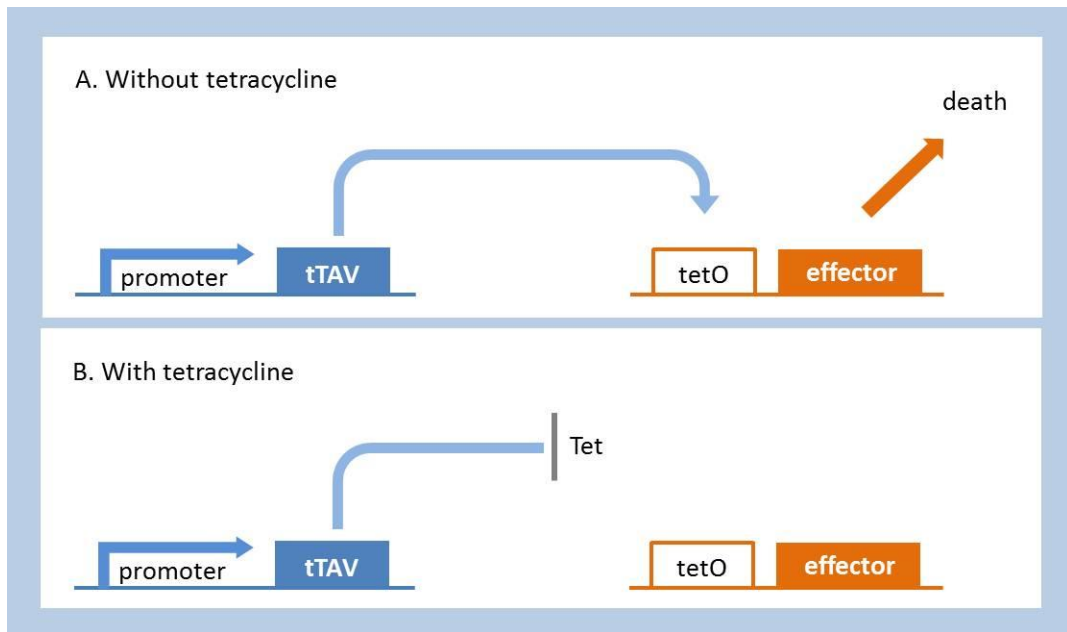 A. Without tetracycline
death
promoter
tTAV
tetO
effector
B. With tetracycline
Tet
promoter
tTAV
tetO
effector